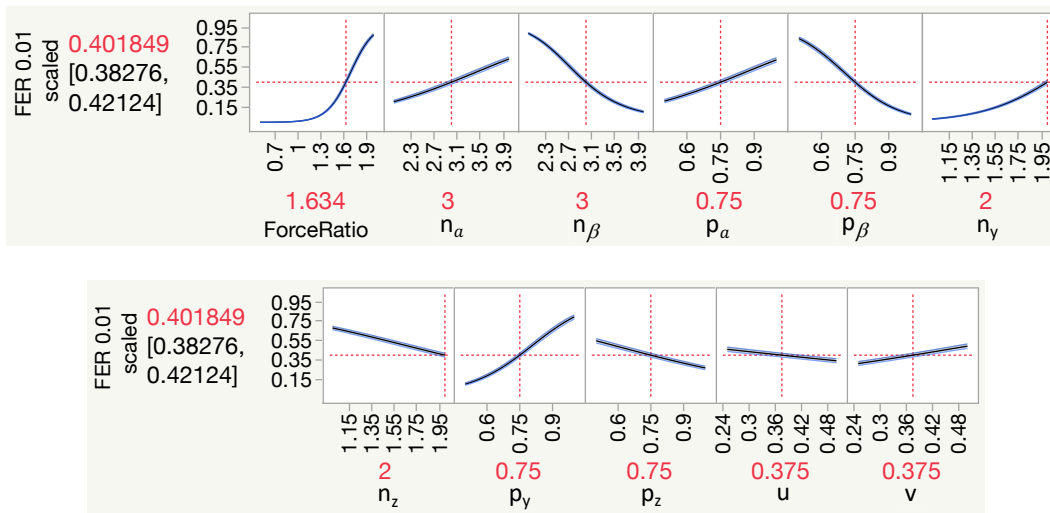 FER 0.01
scaled
0.401849
[0.38276,
0.42124]
0.95
0.75
0.55
0.35
0.15
0.7 1 1.3 1.6 1.9
2.3 2.7 3.1 3.5 3.9
2.3 2.7 3.1 3.5 3.9
0.6 0.75 0.9
0.6 0.75 0.9
1.15 1.35 1.55 1.75 1.95
1.634 3 3 0.75 0.75 2
ForceRatio n_a n_β p_a p_β n_y
FER 0.01
scaled
0.401849
[0.38276,
0.42124]
0.95
0.75
0.55
0.35
0.15
1.15 1.35 1.55 1.75 1.95
0.6 0.75 0.9
0.6 0.75 0.9
0.24 0.3 0.36 0.42 0.48
0.24 0.3 0.36 0.42 0.48
2 0.75 0.75 0.375 0.375
n_z p_y p_z u v